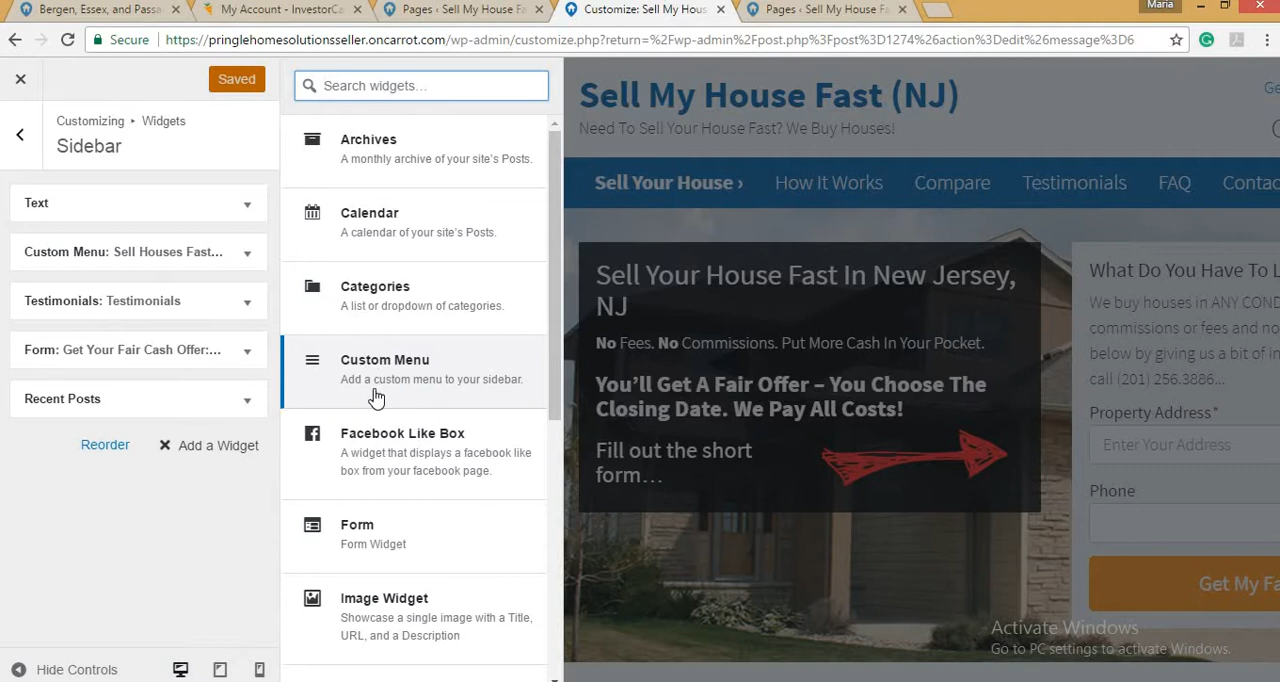 Bergen, Essex, and Passa
My Account - InvestorCa
Pages ‹ Sell My House F
Customize: Sell My Hous
Pages ‹ Sell My House Fa
Maria
Secure
https://pringlehomesolutionsseller.oncarrot.com/wp-admin/customize.php?return=%2Fwp-admin%2Fpost.php%3Fpost%3D1274%26action%3Dedit%26message%3D6
Saved
Customizing ▸ Widgets
Sidebar
Text
Custom Menu: Sell Houses Fast...
Testimonials: Testimonials
Form: Get Your Fair Cash Offer:...
Recent Posts
Reorder
Add a Widget
Hide Controls
Search widgets…
Archives
A monthly archive of your site's Posts.
Calendar
A calendar of your site's Posts.
Categories
A list or dropdown of categories.
Custom Menu
Add a custom menu to your sidebar.
Facebook Like Box
A widget that displays a facebook like
box from your facebook page.
Form
Form Widget
Image Widget
Showcase a single image with a Title,
URL, and a Description
Sell My House Fast (NJ)
Need To Sell Your House Fast? We Buy Houses!
Ge
Sell Your House › How It Works Compare Testimonials FAQ Contac
Sell Your House Fast In New Jersey,
NJ
No Fees. No Commissions. Put More Cash In Your Pocket.
You'll Get A Fair Offer – You Choose The
Closing Date. We Pay All Costs!
Fill out the short
form…
What Do You Have To L
We buy houses in ANY COND
commissions or fees and no
below by giving us a bit of in
call (201) 256.3886...
Property Address*
Enter Your Address
Phone
Get My Fa
Activate Windows
Go to PC settings to activate Windows.